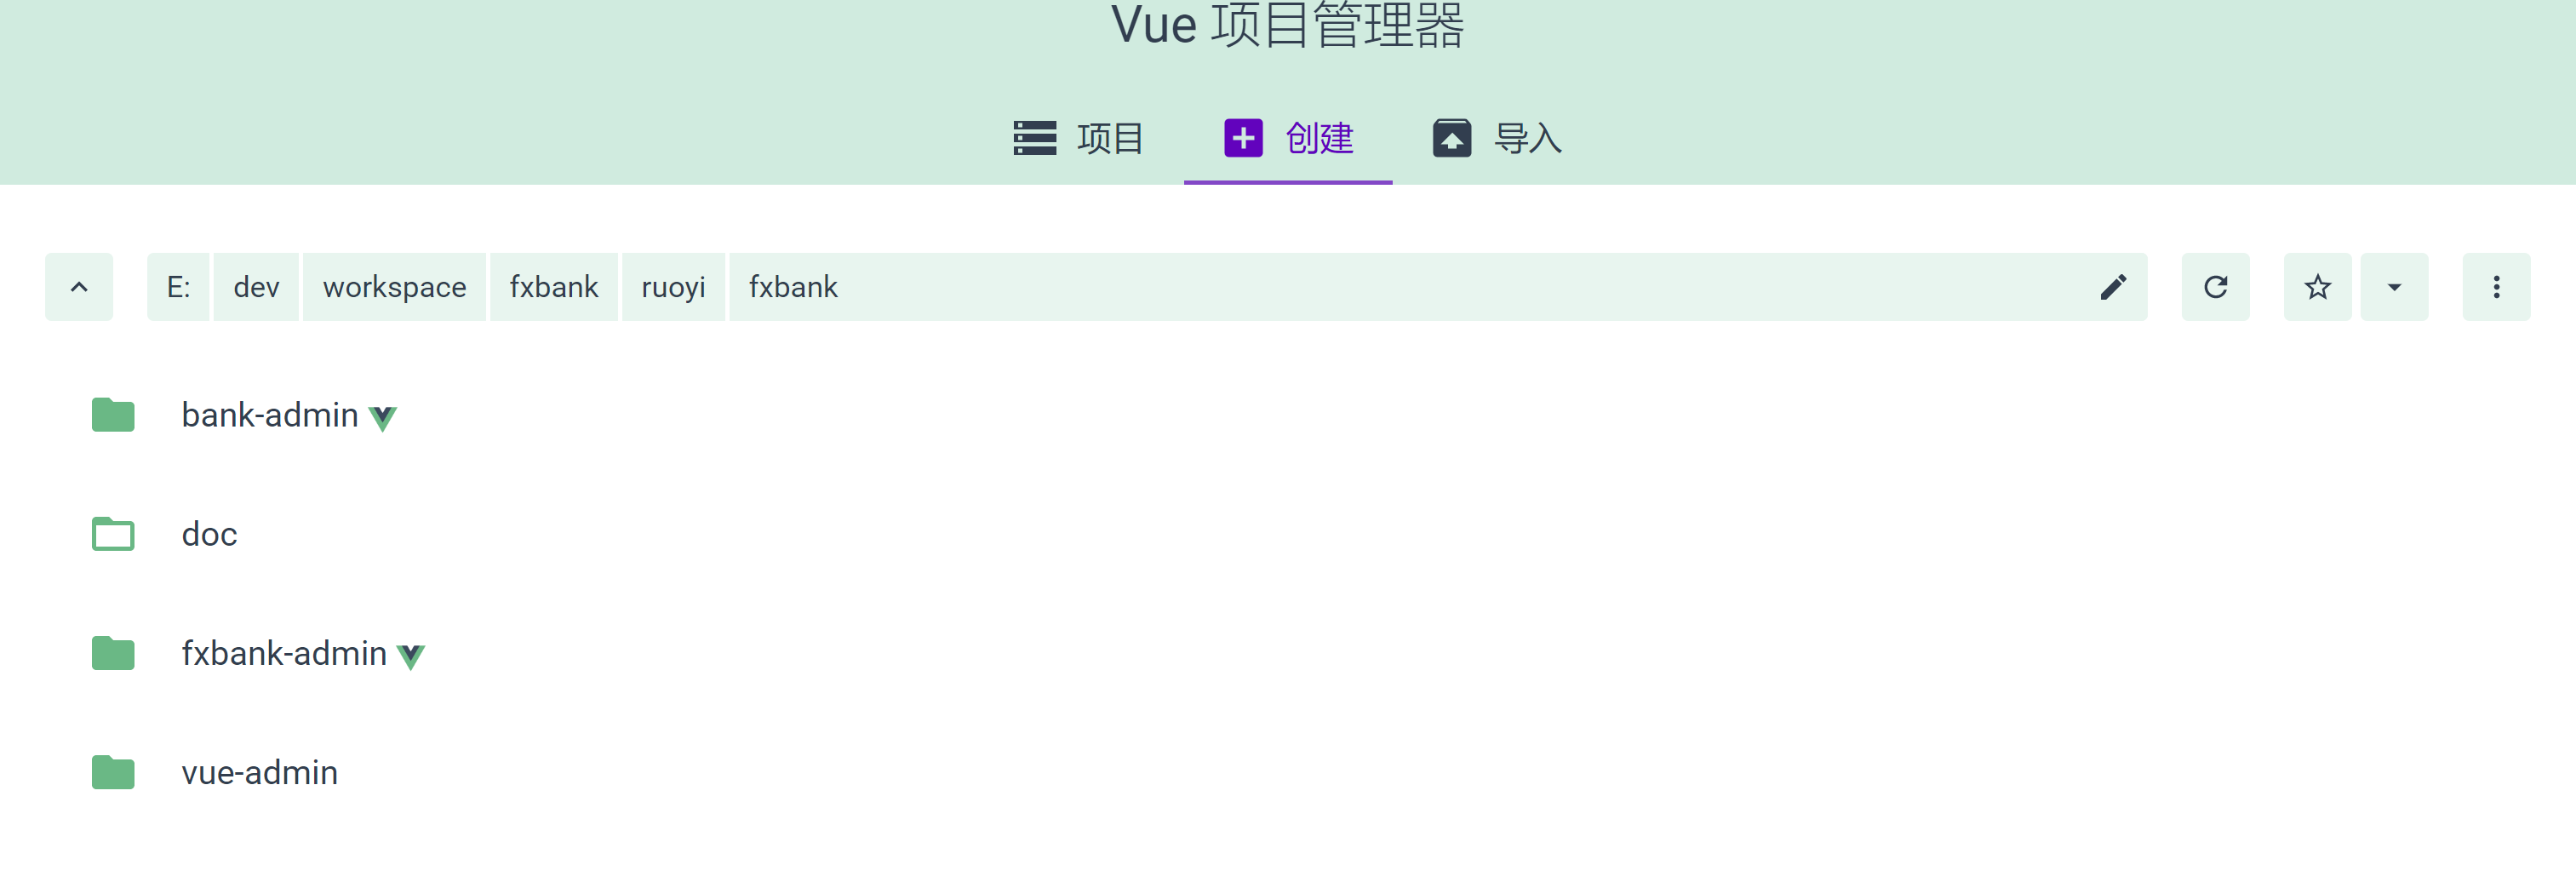 Vue 项目管理器
项目 创建 导入
E: dev workspace fxbank ruoyi fxbank
bank-admin
doc
fxbank-admin
vue-admin